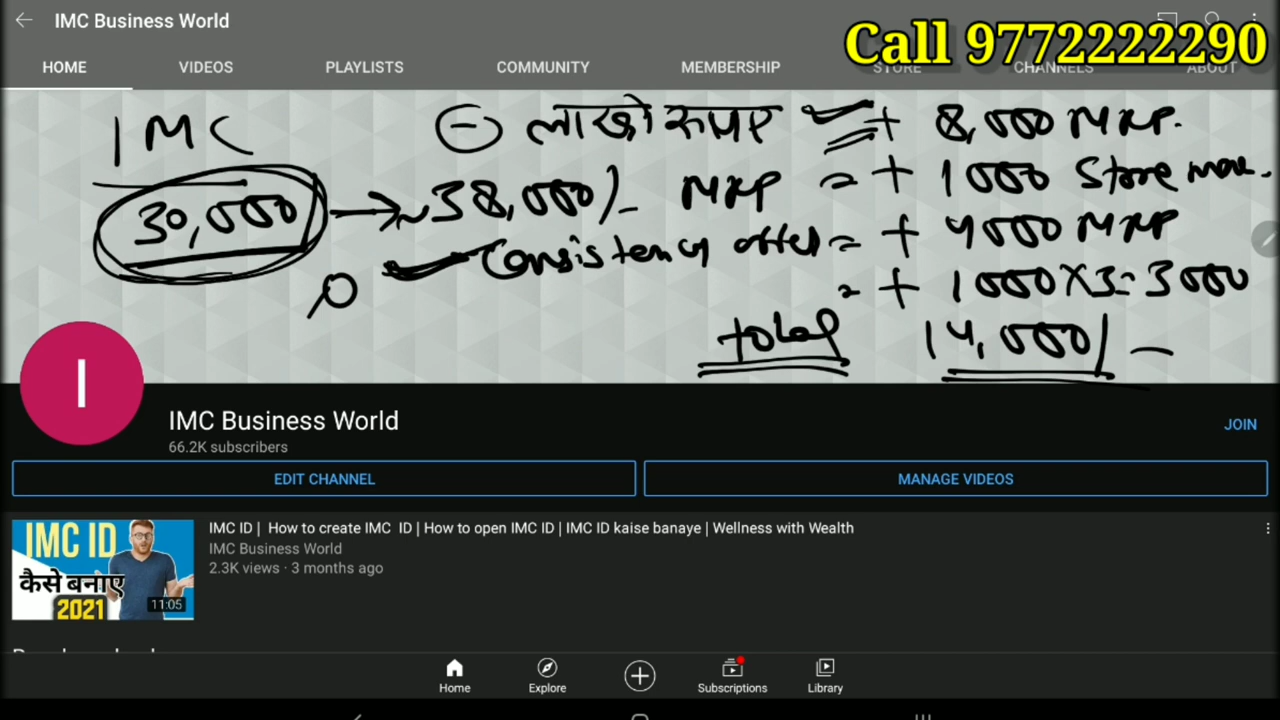 IMC Business World
Call 9772222290
HOME VIDEOS PLAYLISTS COMMUNITY MEMBERSHIP STORE CHANNELS ABOUT
IMC
लाखो रुपए = + 8,000 MRP.
30,000 → ~38,000/- MRP = + 1000 Store
Consistency offer = + 4000 MRP
= + 1000X3=3000
total 14,000/-
I
IMC Business World
66.2K subscribers
JOIN
EDIT CHANNEL MANAGE VIDEOS
IMC ID
कैसे बनाए
2021
11:05
IMC ID | How to create IMC ID | How to open IMC ID | IMC ID kaise banaye | Wellness with Wealth
IMC Business World
2.3K views · 3 months ago
Home Explore Subscriptions Library